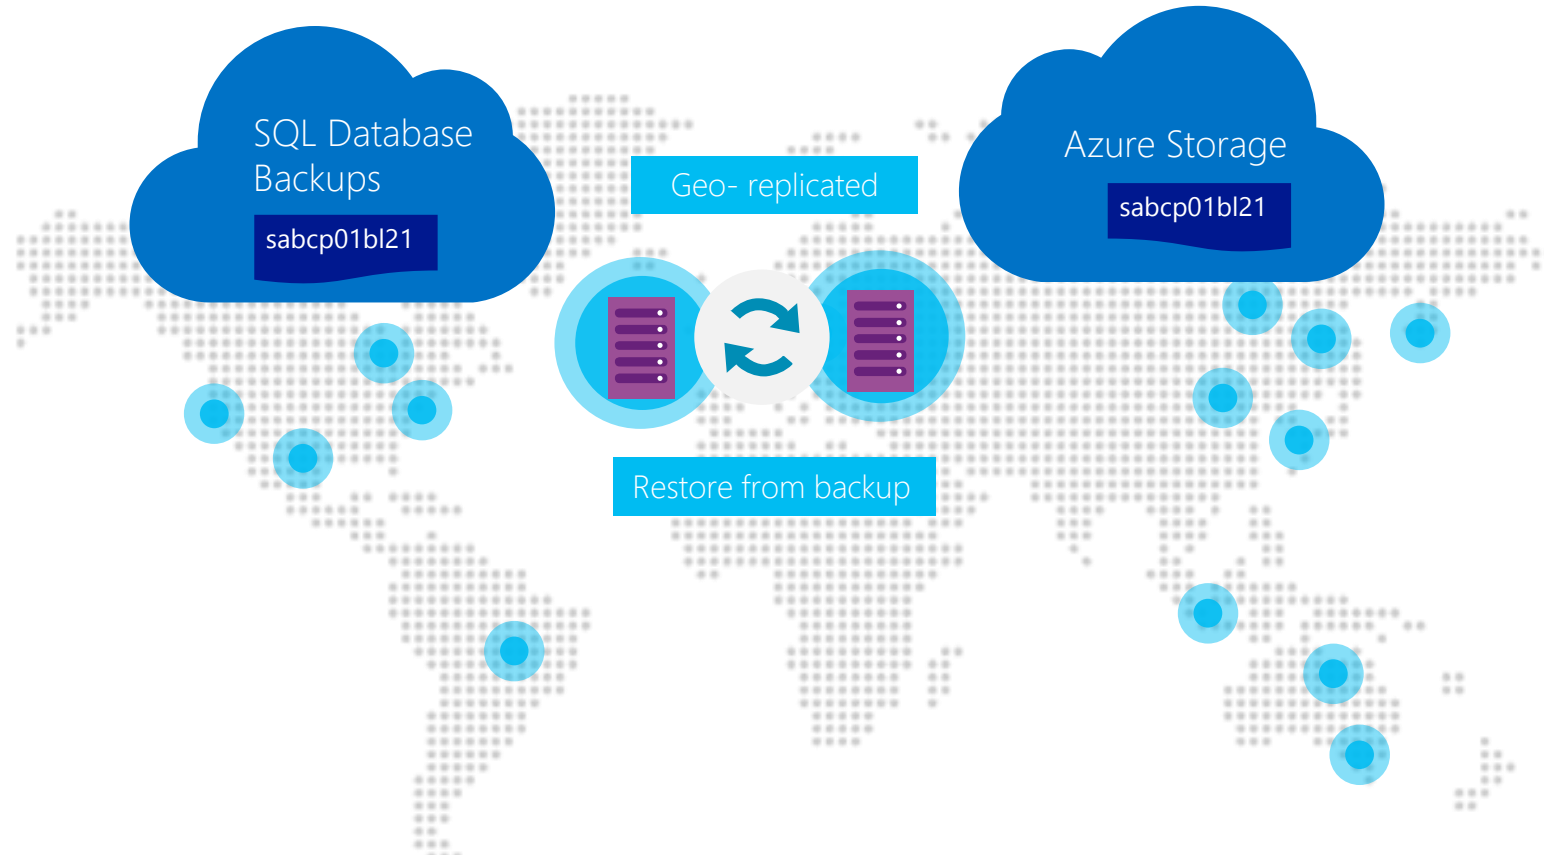 SQL Database
Backups
sabcp01bl21
Geo- replicated
Azure Storage
sabcp01bl21
Restore from backup